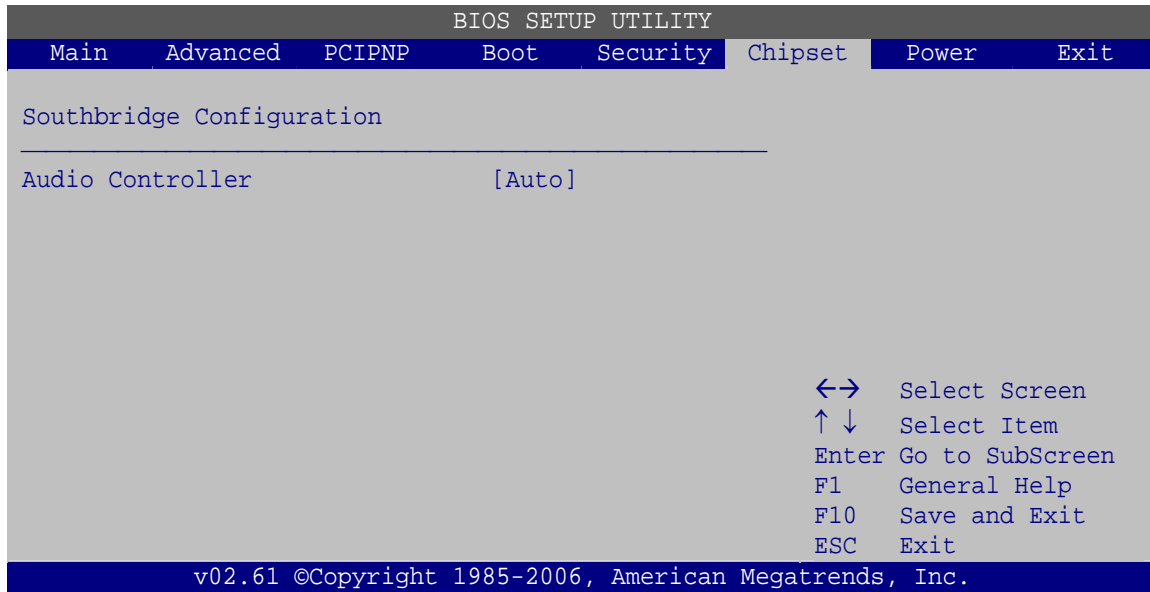 BIOS SETUP UTILITY
Main Advanced PCIPNP Boot Security Chipset Power Exit
Southbridge Configuration
Audio Controller [Auto]
←→ Select Screen
↑ ↓ Select Item
Enter Go to SubScreen
F1 General Help
F10 Save and Exit
ESC Exit
v02.61 ©Copyright 1985-2006, American Megatrends, Inc.